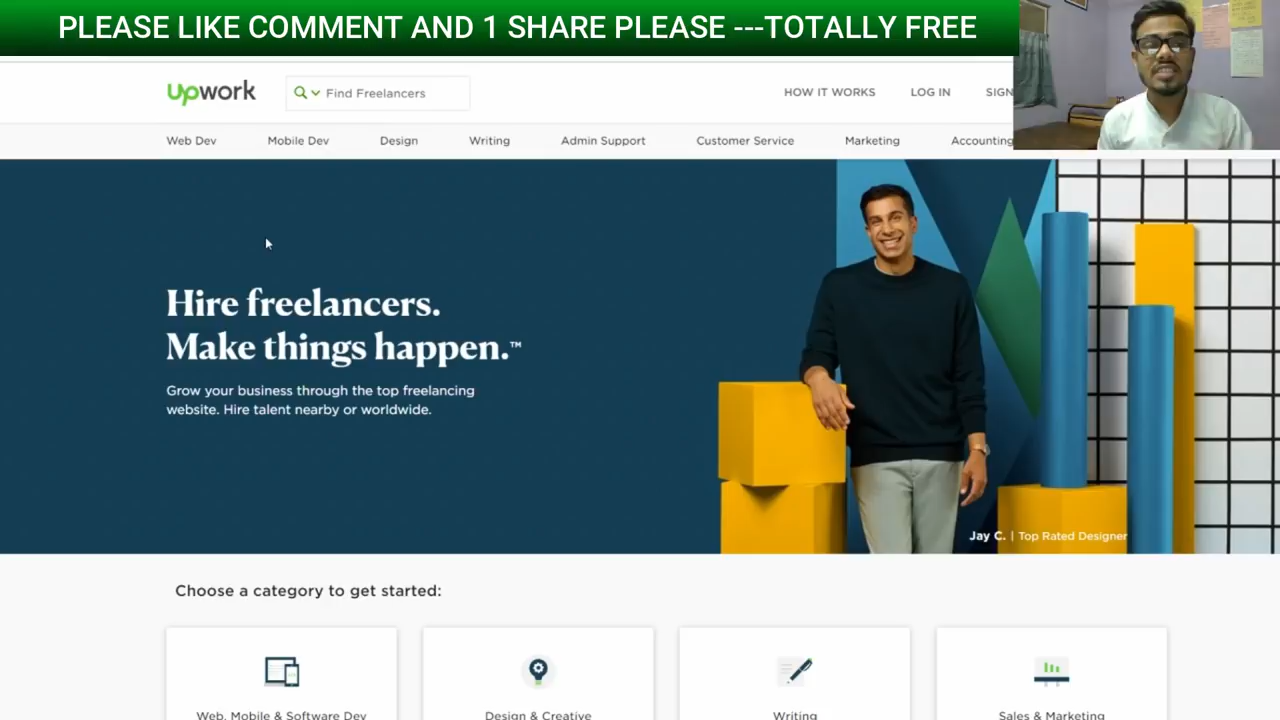 PLEASE LIKE COMMENT AND 1 SHARE PLEASE ---TOTALLY FREE
Upwork
Find Freelancers
HOW IT WORKS
LOG IN
SIGN
Web Dev
Mobile Dev
Design
Writing
Admin Support
Customer Service
Marketing
Accounting
Hire freelancers.
Make things happen.™
Grow your business through the top freelancing
website. Hire talent nearby or worldwide.
Jay C. | Top Rated Designer
Choose a category to get started:
Web, Mobile & Software Dev
Design & Creative
Writing
Sales & Marketing